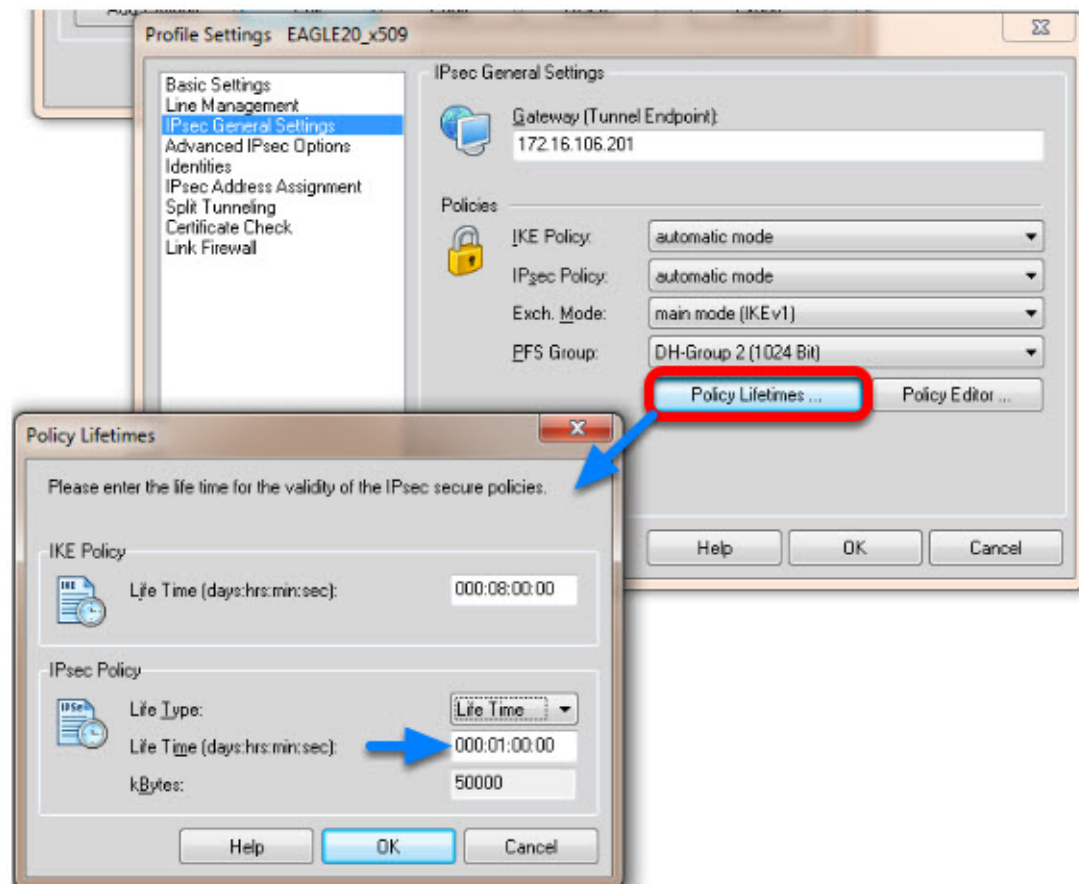 Profile Settings EAGLE20_x509
Basic Settings
Line Management
IPsec General Settings
Advanced IPsec Options
Identities
IPsec Address Assignment
Split Tunneling
Certificate Check
Link Firewall
IPsec General Settings
Gateway (Tunnel Endpoint):
172.16.106.201
Policies
IKE Policy: automatic mode
IPsec Policy: automatic mode
Exch. Mode: main mode (IKEv1)
PFS Group: DH-Group 2 (1024 Bit)
Policy Lifetimes ... Policy Editor ...
Help OK Cancel
Policy Lifetimes
Please enter the life time for the validity of the IPsec secure policies.
IKE Policy
IKE
Life Time (days:hrs:min:sec): 000:08:00:00
IPsec Policy
IPSec
Life Type: Life Time
Life Time (days:hrs:min:sec): 000:01:00:00
kBytes: 50000
Help OK Cancel